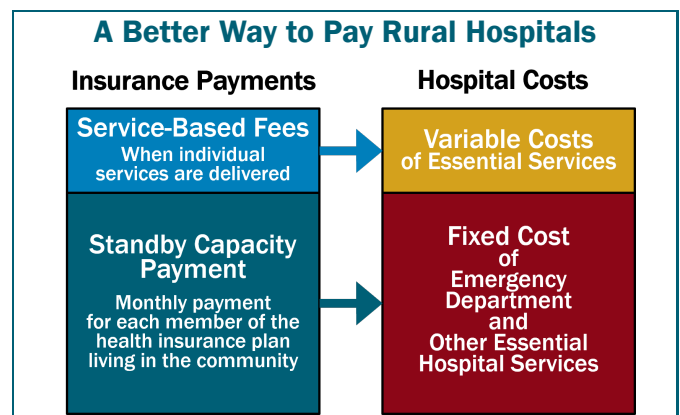 A Better Way to Pay Rural Hospitals
Insurance Payments
Hospital Costs
Service-Based Fees
When individual
services are delivered
Variable Costs
of Essential Services
Standby Capacity
Payment
Monthly payment
for each member of the
health insurance plan
living in the community
Fixed Cost
of
Emergency
Department
and
Other Essential
Hospital Services